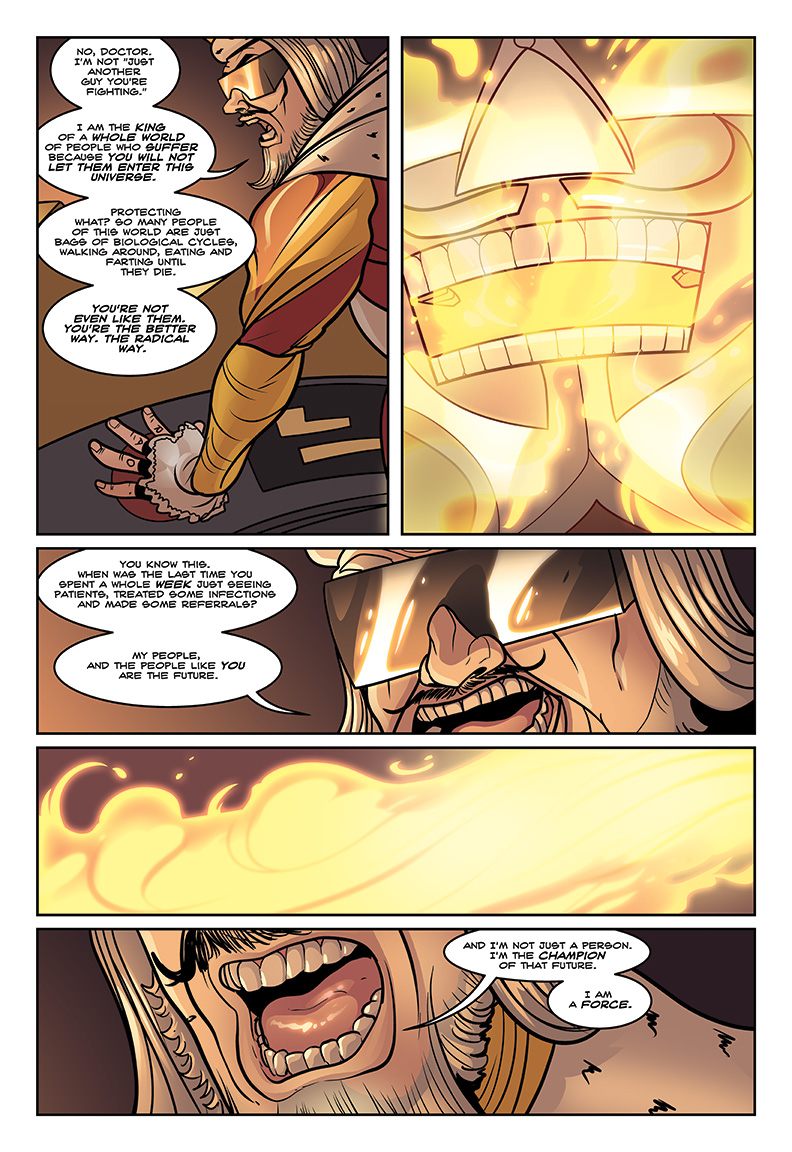 NO, DOCTOR.
I'M NOT "JUST
ANOTHER
GUY YOU'RE
FIGHTING."
I AM THE KING
OF A WHOLE WORLD
OF PEOPLE WHO SUFFER
BECAUSE YOU WILL NOT
LET THEM ENTER THIS
UNIVERSE.
PROTECTING
WHAT? SO MANY PEOPLE
OF THIS WORLD ARE JUST
BAGS OF BIOLOGICAL CYCLES,
WALKING AROUND, EATING AND
FARTING UNTIL
THEY DIE.
YOU'RE NOT
EVEN LIKE THEM.
YOU'RE THE BETTER
WAY. THE RADICAL
WAY.
YOU KNOW THIS.
WHEN WAS THE LAST TIME YOU
SPENT A WHOLE WEEK JUST SEEING
PATIENTS, TREATED SOME INFECTIONS
AND MADE SOME REFERRALS?
MY PEOPLE,
AND THE PEOPLE LIKE YOU
ARE THE FUTURE.
AND I'M NOT JUST A PERSON.
I'M THE CHAMPION
OF THAT FUTURE.
I AM
A FORCE.